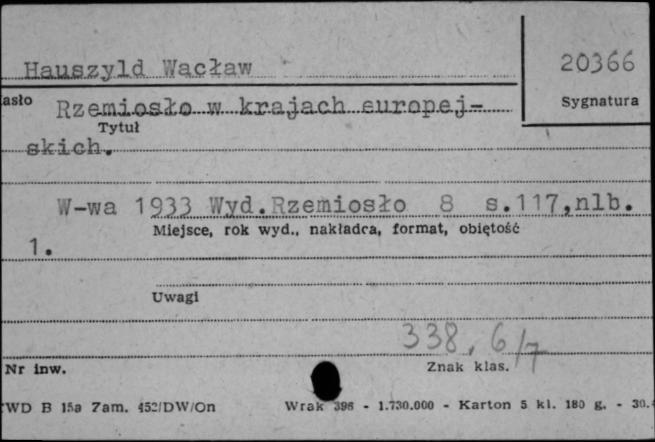 Hauszyld Wacław
20366
asło Rzemiosło w krajach europej-
Sygnatura
Tytuł
skich.
W-wa 1933 Wyd.Rzemiosło 8 s.117,nlb.
Miejsce, rok wyd., nakładca, format, objętość
1.
Uwagi
338,6/7
Nr inw.
Znak klas.
WD B 15a Zam. 452/DW/On Wrak 396 - 1.730.000 - Karton 5 kl. 180 g. - 30.